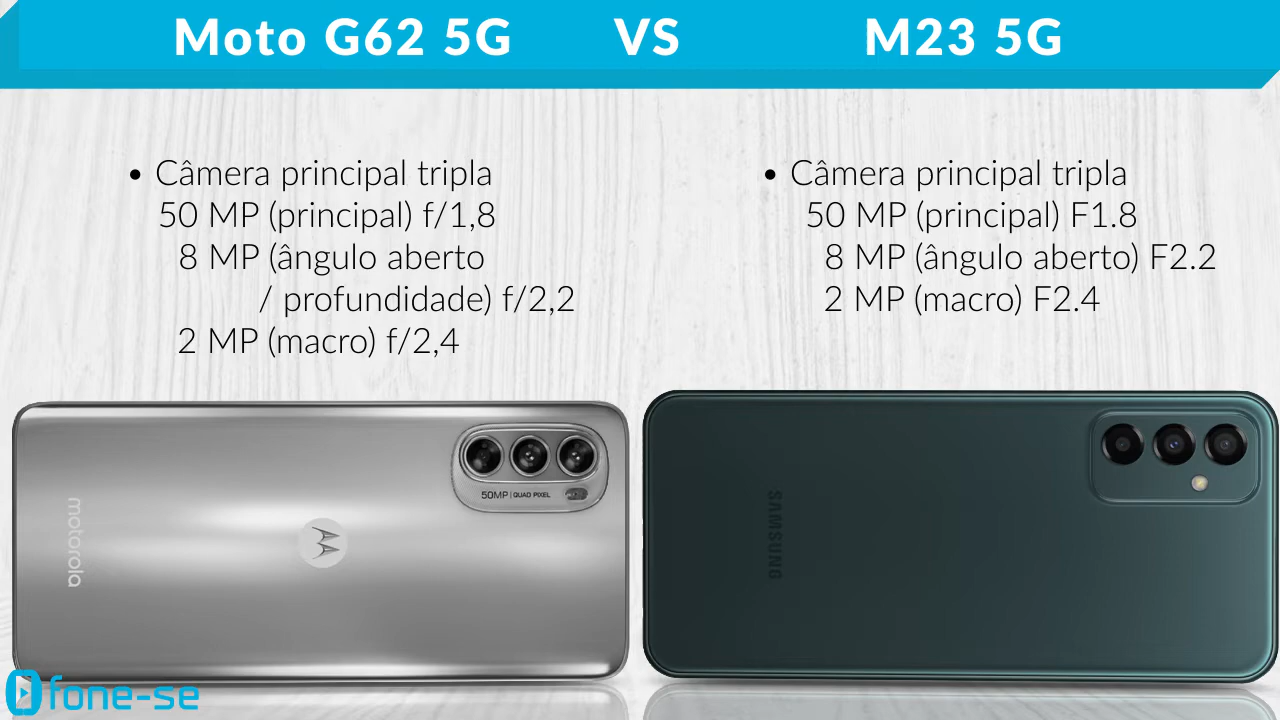 Moto G62 5G VS M23 5G
• Câmera principal tripla
50 MP (principal) f/1,8
8 MP (ângulo aberto
/ profundidade) f/2,2
2 MP (macro) f/2,4
• Câmera principal tripla
50 MP (principal) F1.8
8 MP (ângulo aberto) F2.2
2 MP (macro) F2.4
50MP | QUAD PIXEL
motorola
SAMSUNG
fone-se